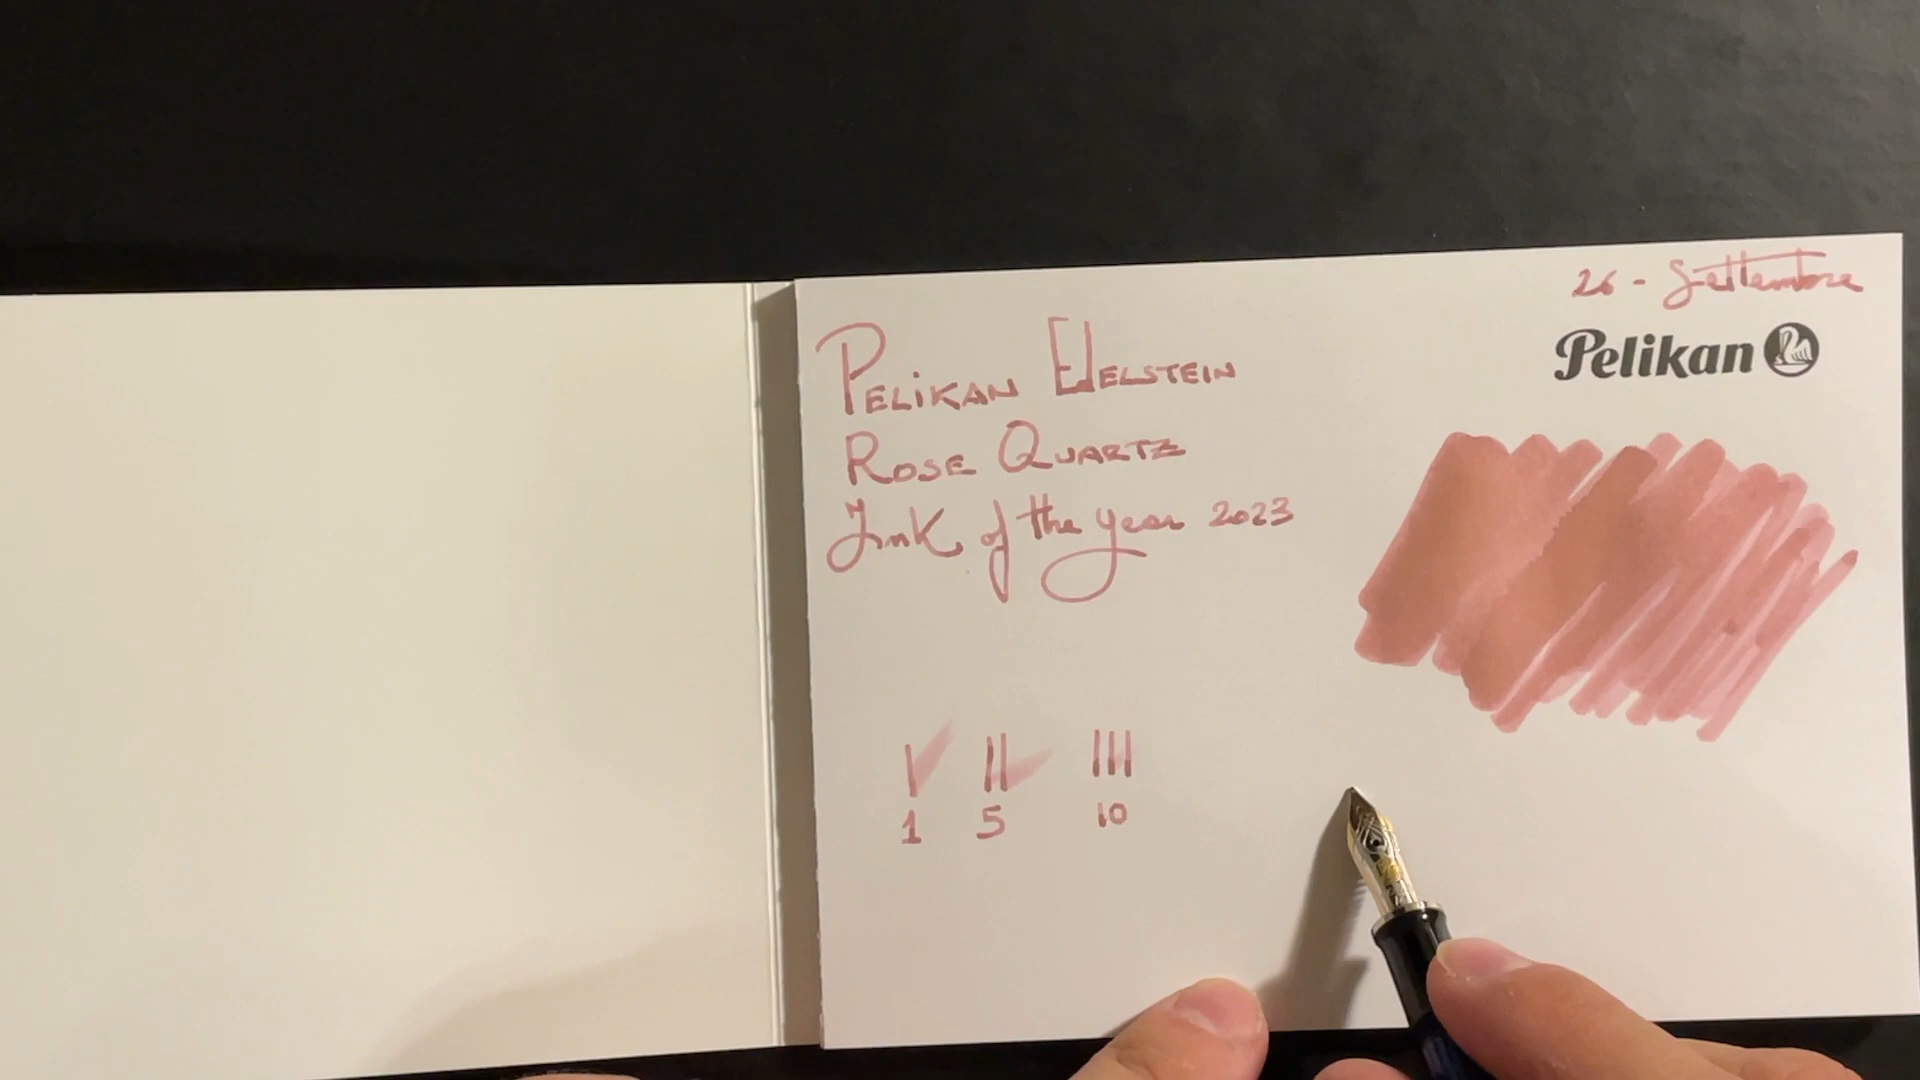 26 - Settembre
Pelikan
PELiKAN EDELSTEIN
ROSE QUARTZ
Ink of the year 2023
1 5 10